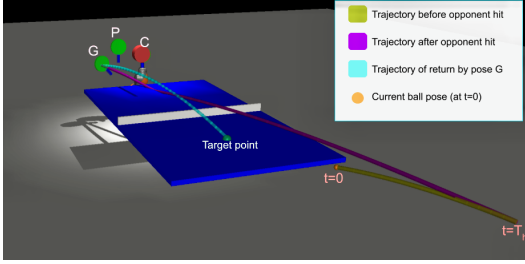 Trajectory before opponent hit
Trajectory after opponent hit
Trajectory of return by pose G
Current ball pose (at t=0)
P
C
G
Target point
t=0